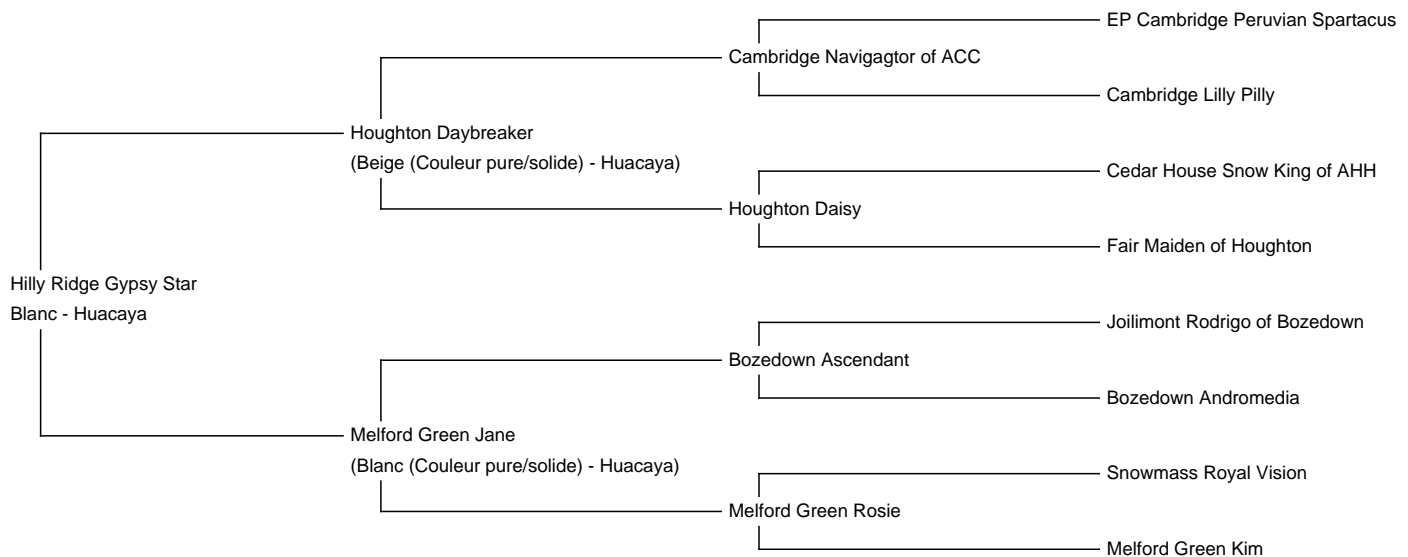 EP Cambridge Peruvian Spartacus
Cambridge Navigagtor of ACC
Cambridge Lilly Pilly
Houghton Daybreaker
(Beige (Couleur pure/solide) - Huacaya)
Cedar House Snow King of AHH
Houghton Daisy
Fair Maiden of Houghton
Hilly Ridge Gypsy Star
Blanc - Huacaya
Joilimont Rodrigo of Bozedown
Bozedown Ascendant
Bozedown Andromedia
Melford Green Jane
(Blanc (Couleur pure/solide) - Huacaya)
Snowmass Royal Vision
Melford Green Rosie
Melford Green Kim